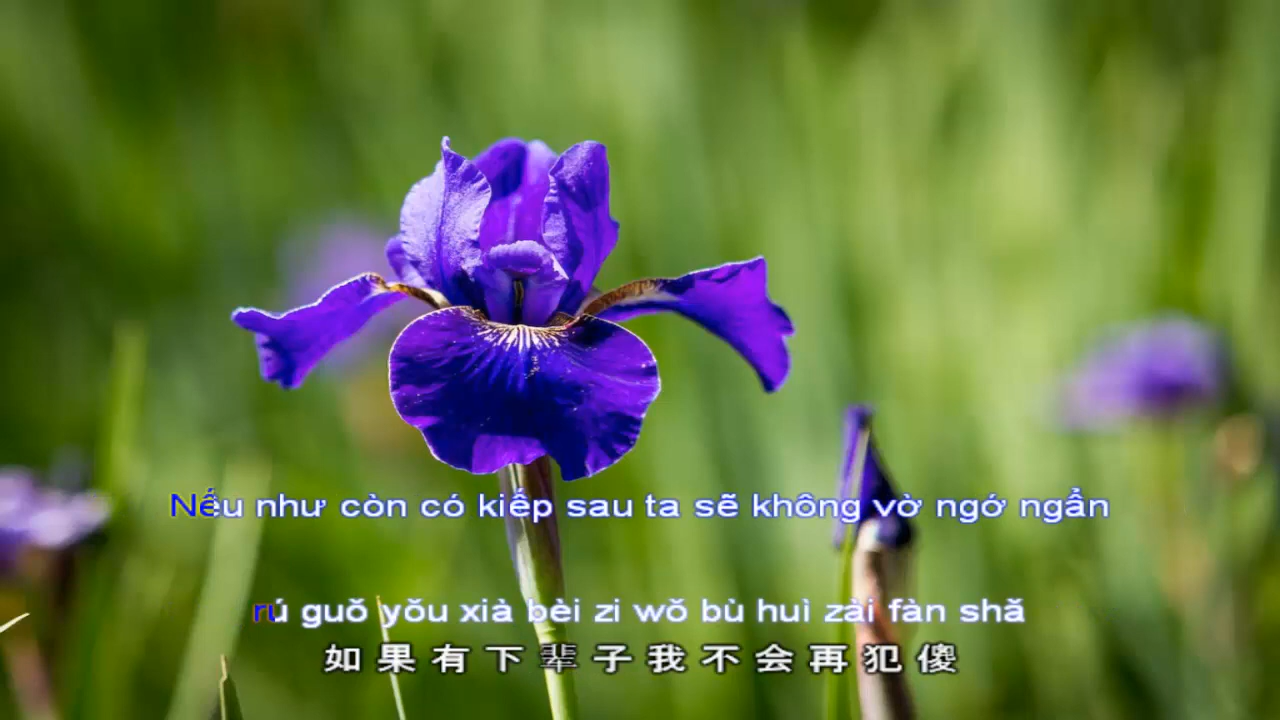 Nếu như còn có kiếp sau ta sẽ không vờ ngớ ngẩn
rú guǒ yǒu xià bèi zi wǒ bù huì zài fàn shǎ
如果有下辈子我不会再犯傻